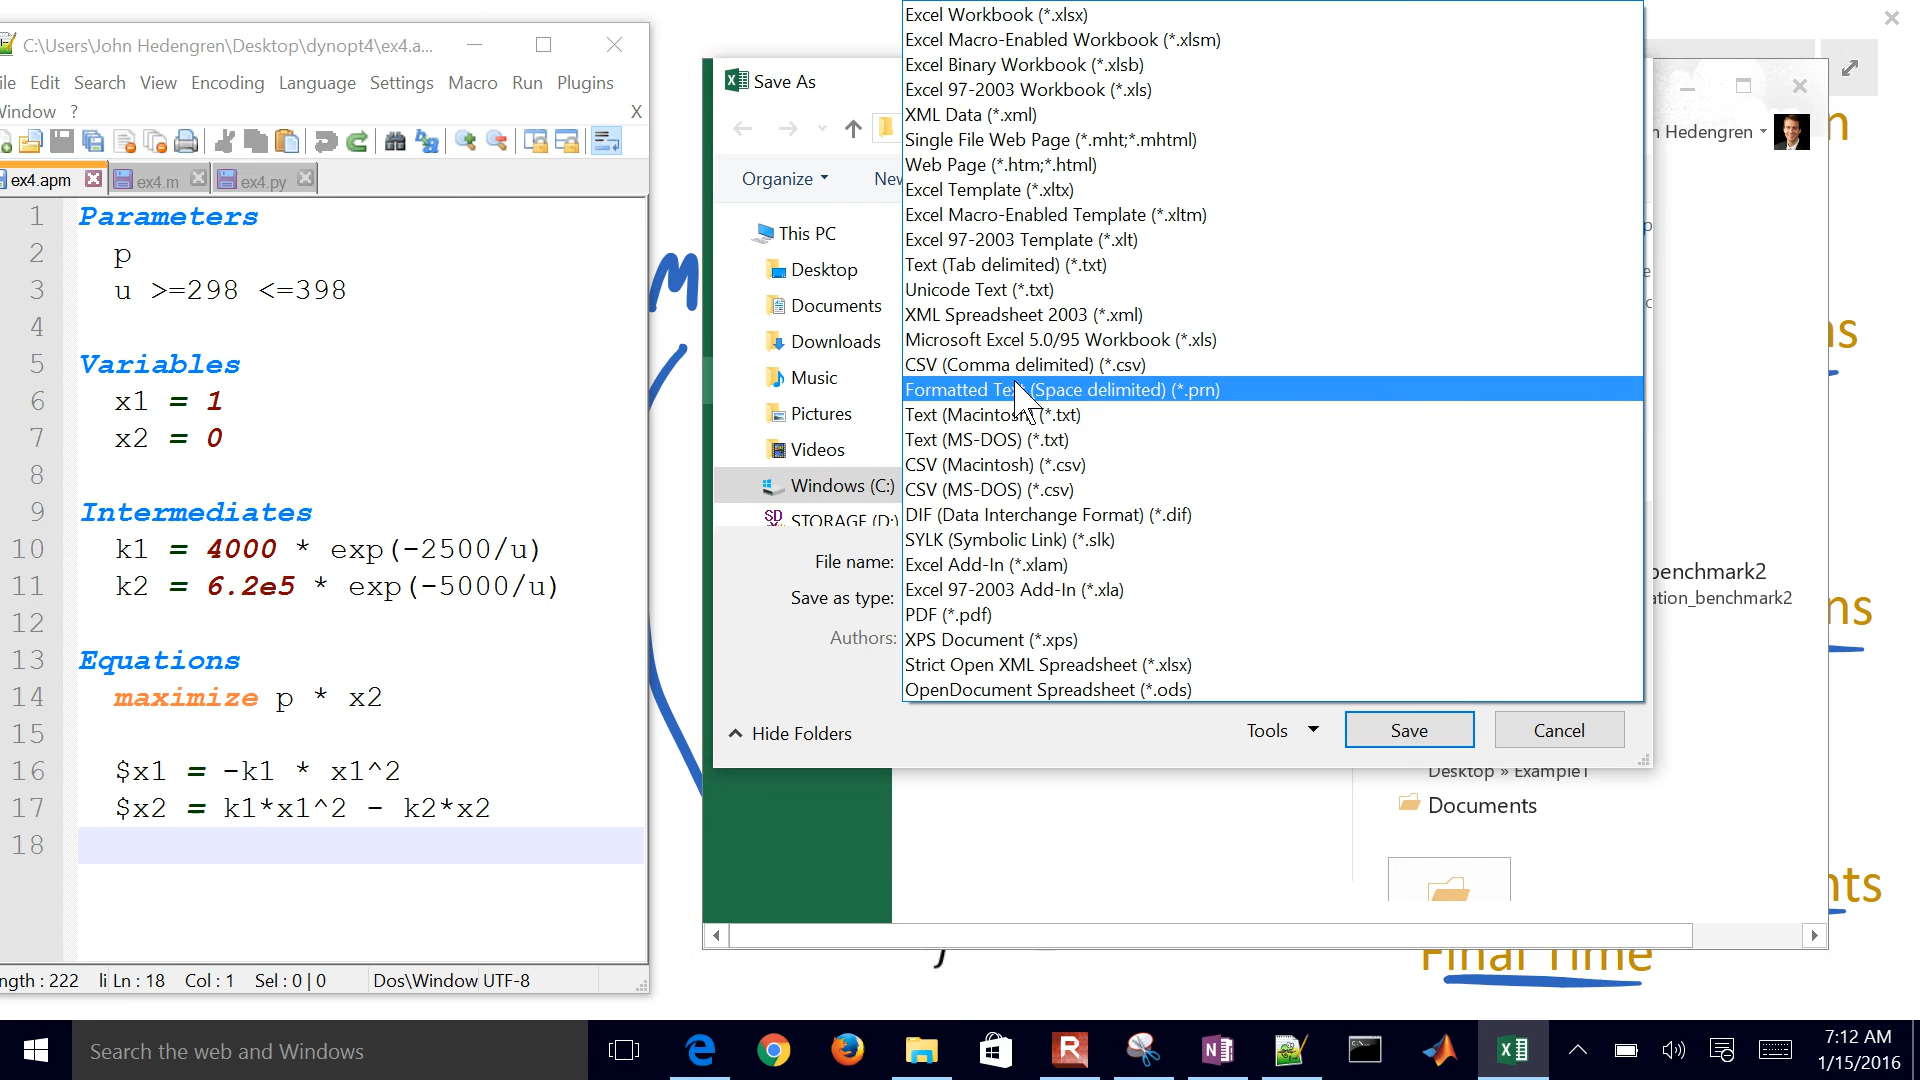 C:\Users\John Hedengren\Desktop\dynopt4\ex4.a...
ile Edit Search View Encoding Language Settings Macro Run Plugins
indow ? X
ex4.apm ex4.m ex4.py
1 Parameters
2 p
3 u >=298 <=398
4
5 Variables
6 x1 = 1
7 x2 = 0
8
9 Intermediates
10 k1 = 4000 * exp(-2500/u)
11 k2 = 6.2e5 * exp(-5000/u)
12
13 Equations
14 maximize p * x2
15
16 $x1 = -k1 * x1^2
17 $x2 = k1*x1^2 - k2*x2
18
ngth : 222 li Ln : 18 Col : 1 Sel : 0 | 0 Dos\Window UTF-8
M
Save As
Organize
New
This PC
Desktop
Documents
Downloads
Music
Pictures
Videos
Windows (C:)
STORAGE (D:)
File name:
Save as type:
Authors:
Excel Workbook (*.xlsx)
Excel Macro-Enabled Workbook (*.xlsm)
Excel Binary Workbook (*.xlsb)
Excel 97-2003 Workbook (*.xls)
XML Data (*.xml)
Single File Web Page (*.mht;*.mhtml)
Web Page (*.htm;*.html)
Excel Template (*.xltx)
Excel Macro-Enabled Template (*.xltm)
Excel 97-2003 Template (*.xlt)
Text (Tab delimited) (*.txt)
Unicode Text (*.txt)
XML Spreadsheet 2003 (*.xml)
Microsoft Excel 5.0/95 Workbook (*.xls)
CSV (Comma delimited) (*.csv)
Formatted Text (Space delimited) (*.prn)
Text (Macintosh) (*.txt)
Text (MS-DOS) (*.txt)
CSV (Macintosh) (*.csv)
CSV (MS-DOS) (*.csv)
DIF (Data Interchange Format) (*.dif)
SYLK (Symbolic Link) (*.slk)
Excel Add-In (*.xlam)
Excel 97-2003 Add-In (*.xla)
PDF (*.pdf)
XPS Document (*.xps)
Strict Open XML Spreadsheet (*.xlsx)
OpenDocument Spreadsheet (*.ods)
Hide Folders
Tools
Save
Cancel
n Hedengren
benchmark2
ation_benchmark2
Desktop » Example1
Documents
n
s
ns
nts
Final Time
Search the web and Windows
7:12 AM
1/15/2016